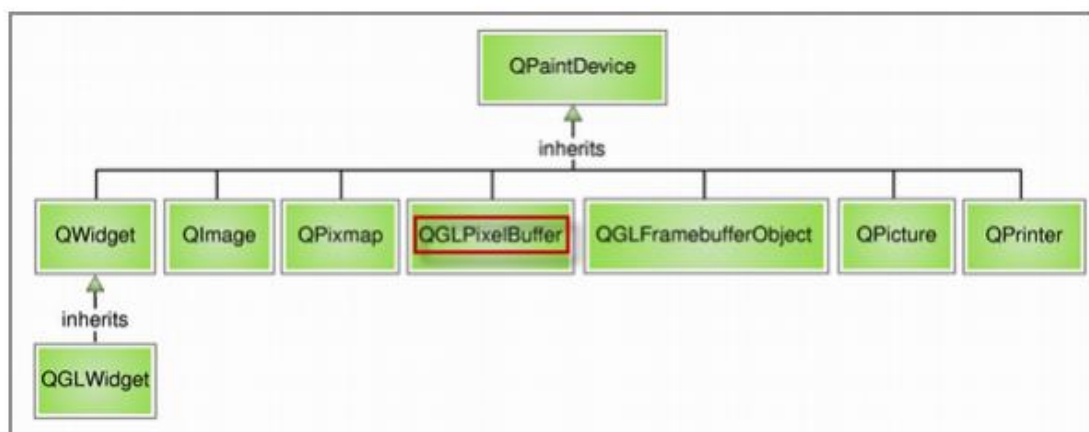 QPaintDevice
inherits
QWidget QImage QPixmap QGLPixelBuffer QGLFramebufferObject QPicture QPrinter
inherits
QGLWidget